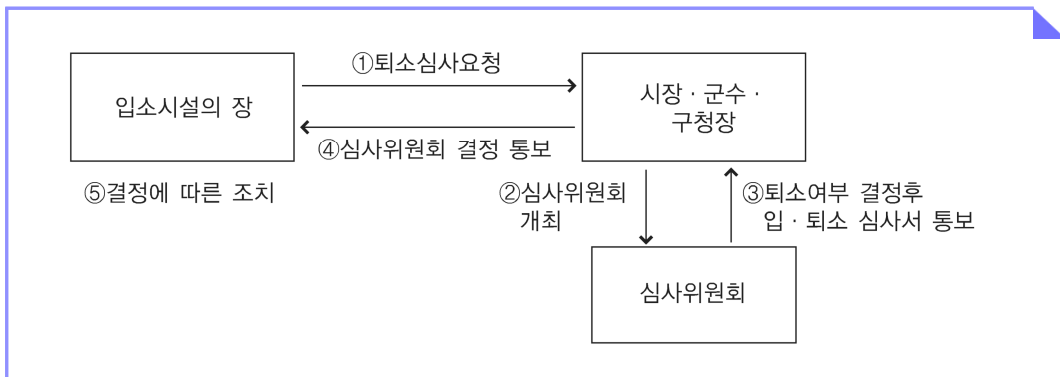 ①퇴소심사요청
입소시설의 장
시장 · 군수 ·
구청장
④심사위원회 결정 통보
⑤결정에 따른 조치
②심사위원회
개최
③퇴소여부 결정후
입 · 퇴소 심사서 통보
심사위원회